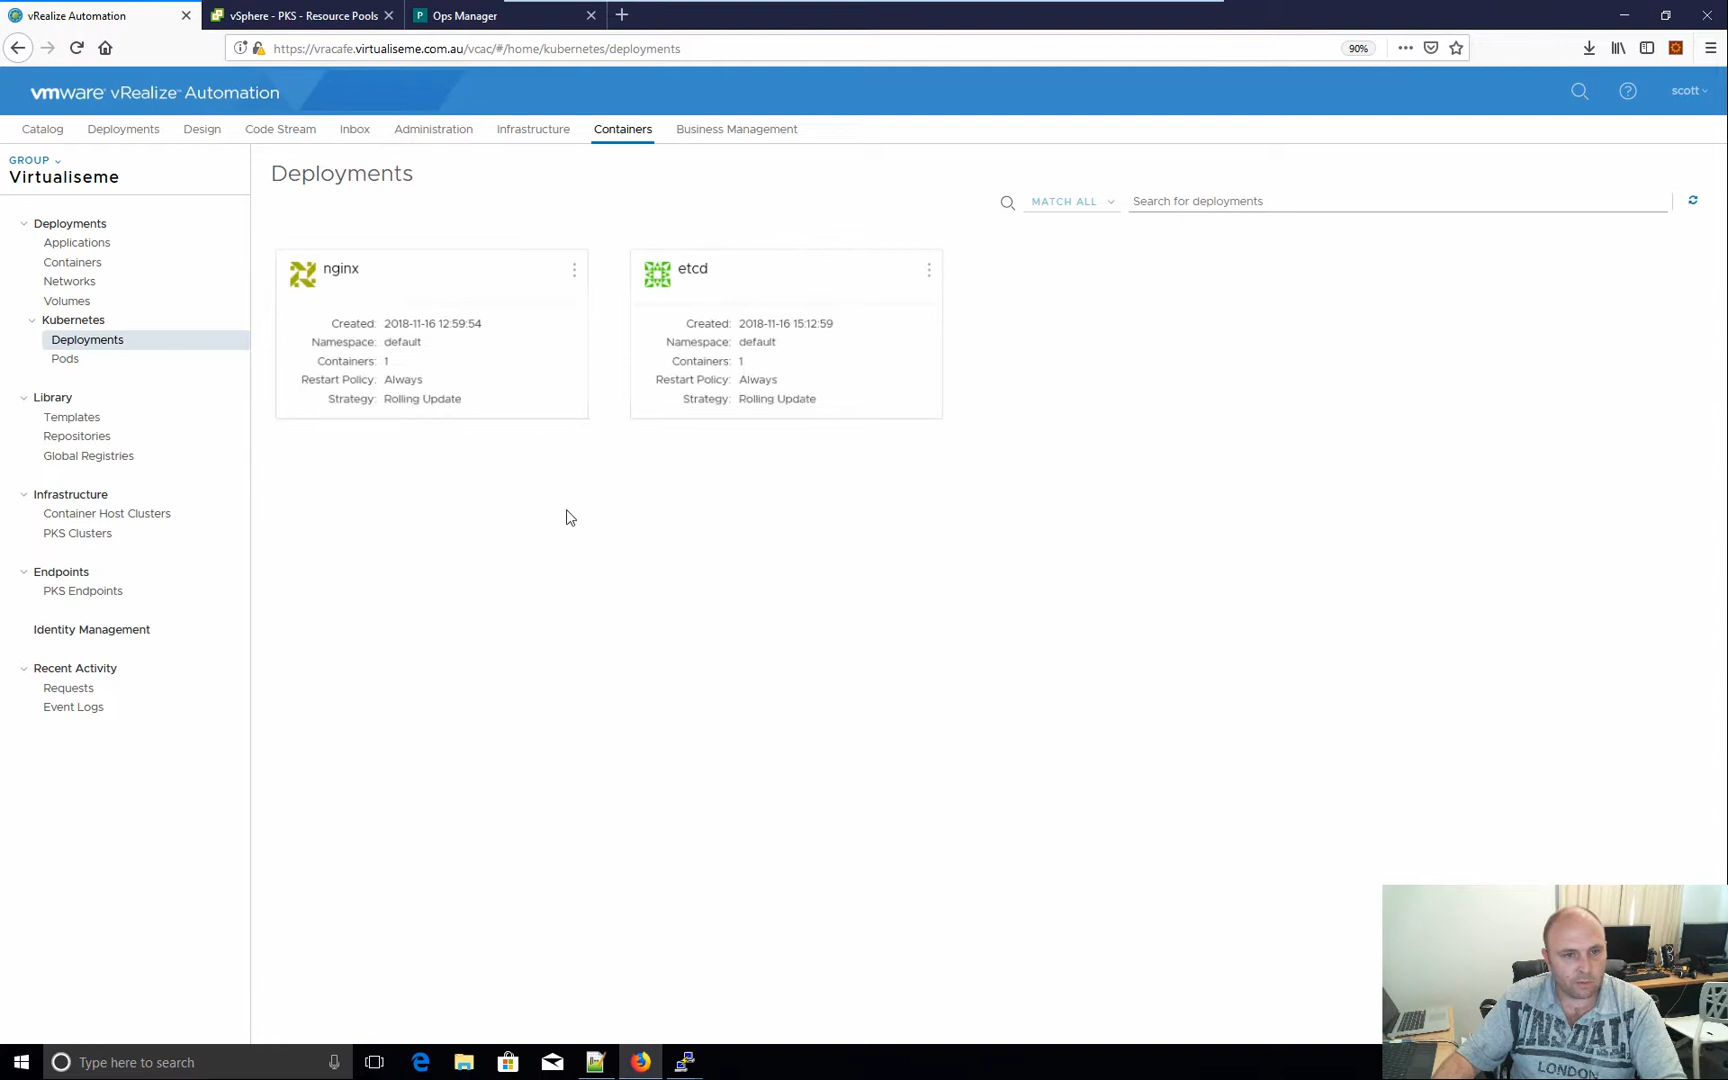 vRealize Automation
vSphere - PKS - Resource Pools
P
Ops Manager
https://vracafe.virtualiseme.com.au/vcac/#/home/kubernetes/deployments
90%
vmware vRealize™ Automation
scott
Catalog
Deployments
Design
Code Stream
Inbox
Administration
Infrastructure
Containers
Business Management
GROUP
Virtualiseme
Deployments
Applications
Containers
Networks
Volumes
Kubernetes
Deployments
Pods
Library
Templates
Repositories
Global Registries
Infrastructure
Container Host Clusters
PKS Clusters
Endpoints
PKS Endpoints
Identity Management
Recent Activity
Requests
Event Logs
Deployments
MATCH ALL
Search for deployments
nginx
Created: 2018-11-16 12:59:54
Namespace: default
Containers: 1
Restart Policy: Always
Strategy: Rolling Update
etcd
Created: 2018-11-16 15:12:59
Namespace: default
Containers: 1
Restart Policy: Always
Strategy: Rolling Update
Type here to search
LONDON